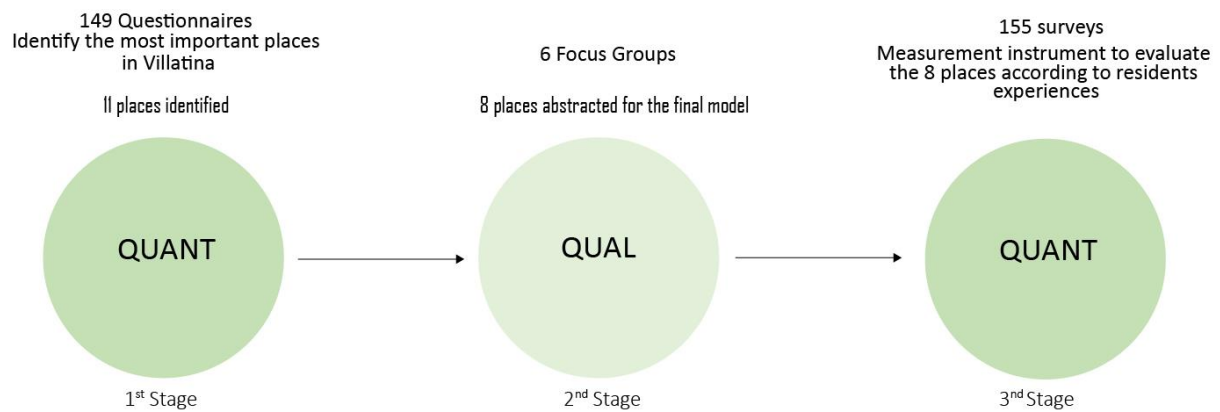 149 Questionnaires
Identify the most important places
in Villatina
11 places identified
QUANT
1st Stage
6 Focus Groups
8 places abstracted for the final model
QUAL
2nd Stage
155 surveys
Measurement instrument to evaluate
the 8 places according to residents
experiences
QUANT
3nd Stage